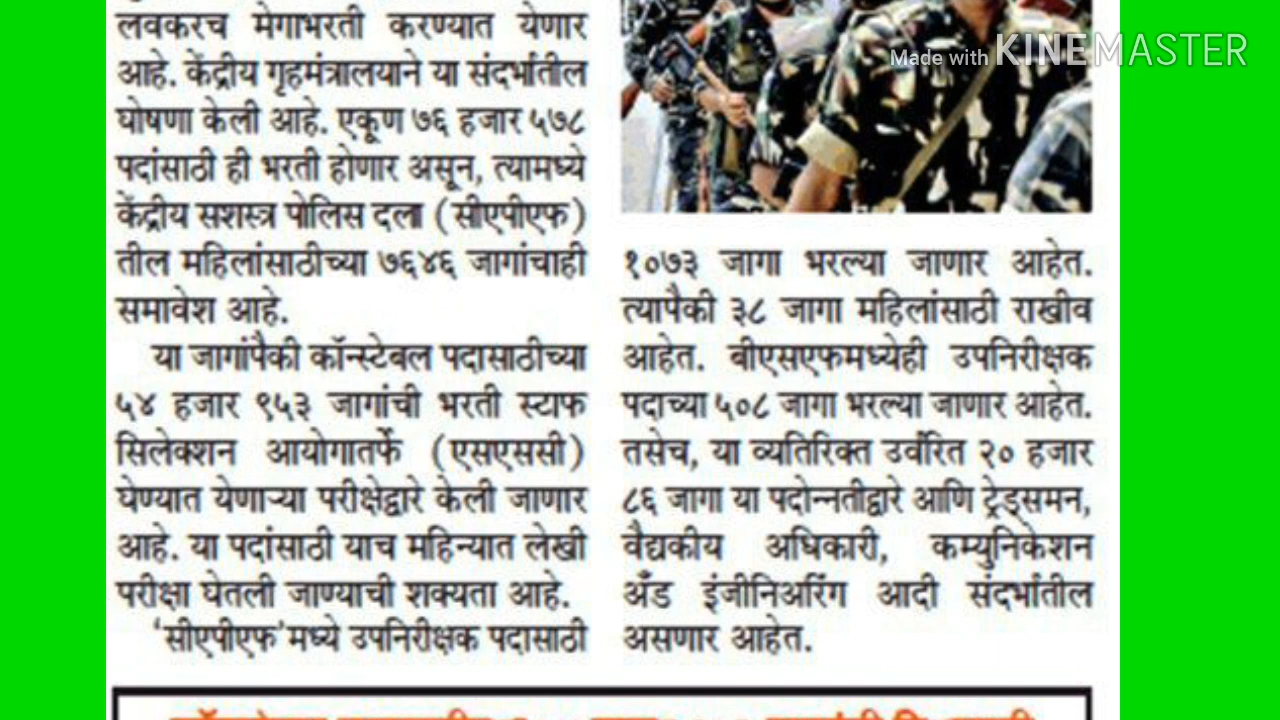 लवकरच मेगाभरती करण्यात येणार
आहे. केंद्रीय गृहमंत्रालयाने या संदर्भातील
घोषणा केली आहे. एकूण ७६ हजार ५७८
पदांसाठी ही भरती होणार असून, त्यामध्ये
केंद्रीय सशस्त्र पोलिस दला (सीएपीएफ)
तील महिलांसाठीच्या ७६४६ जागांचाही
समावेश आहे.
या जागांपैकी कॉन्स्टेबल पदासाठीच्या
५४ हजार ९५३ जागांची भरती स्टाफ
सिलेक्शन आयोगातर्फे (एसएससी)
घेण्यात येणाऱ्या परीक्षेद्वारे केली जाणार
आहे. या पदांसाठी याच महिन्यात लेखी
परीक्षा घेतली जाण्याची शक्यता आहे.
'सीएपीएफ'मध्ये उपनिरीक्षक पदासाठी
Made with KINEMASTER
१०७३ जागा भरल्या जाणार आहेत.
त्यापैकी ३८ जागा महिलांसाठी राखीव
आहेत. बीएसएफमध्येही उपनिरीक्षक
पदाच्या ५०८ जागा भरल्या जाणार आहेत.
तसेच, या व्यतिरिक्त उर्वरित २० हजार
८६ जागा या पदोन्नतीद्वारे आणि ट्रेड्समन,
वैद्यकीय अधिकारी, कम्युनिकेशन
अँड इंजीनिअरिंग आदी संदर्भातील
असणार आहेत.